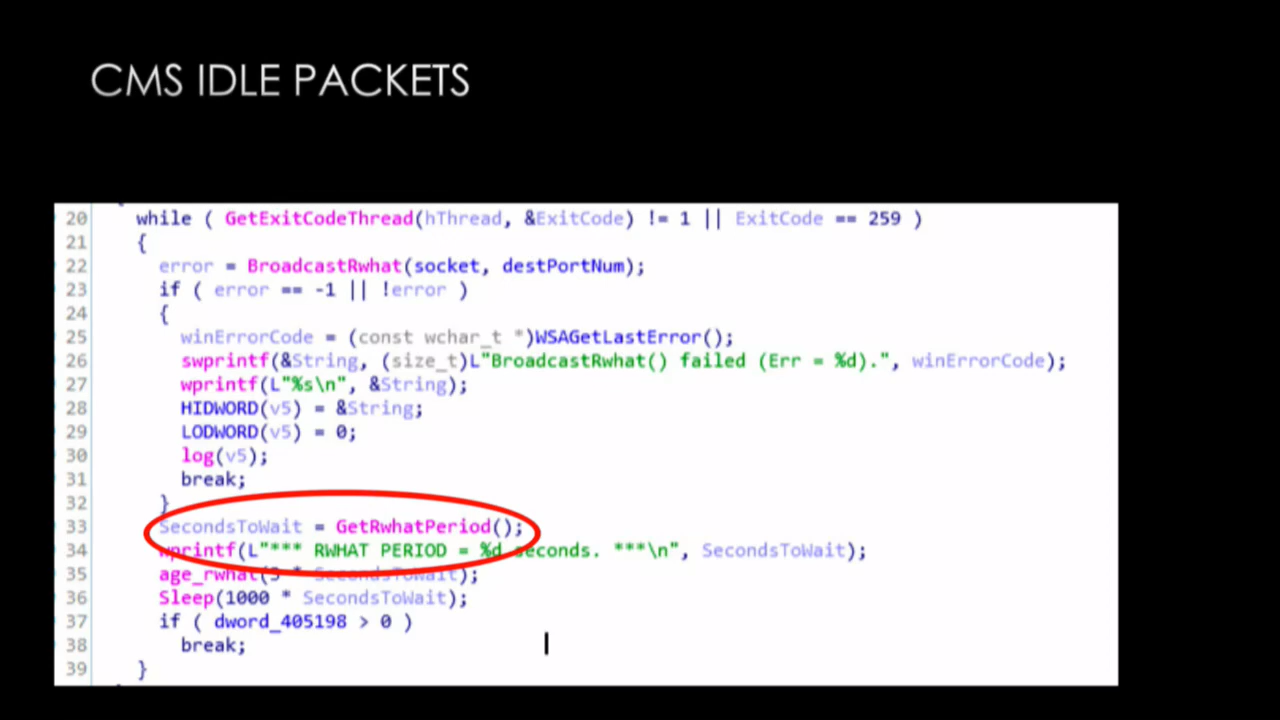 CMS IDLE PACKETS
20 while ( GetExitCodeThread(hThread, &ExitCode) != 1 || ExitCode == 259 )
21 {
22 error = BroadcastRwhat(socket, destPortNum);
23 if ( error == -1 || !error )
24 {
25 winErrorCode = (const wchar_t *)WSAGetLastError();
26 swprintf(&String, (size_t)L"BroadcastRwhat() failed (Err = %d).", winErrorCode);
27 wprintf(L"%s\n", &String);
28 HIDWORD(v5) = &String;
29 LODWORD(v5) = 0;
30 log(v5);
31 break;
32 }
33 SecondsToWait = GetRwhatPeriod();
34 wprintf(L"*** RWHAT PERIOD = %d seconds. ***\n", SecondsToWait);
35 age_rwhat(3 * SecondsToWait);
36 Sleep(1000 * SecondsToWait);
37 if ( dword_405198 > 0 )
38 break;
39 }